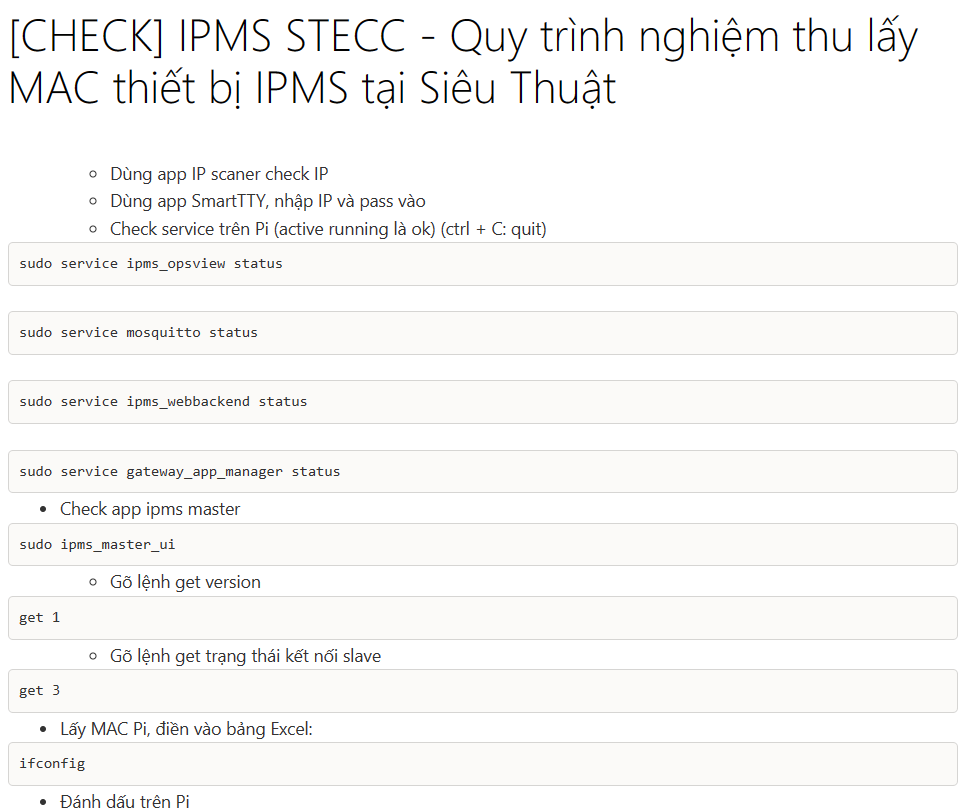 [CHECK] IPMS STECC - Quy trình nghiệm thu lấy
MAC thiết bị IPMS tại Siêu Thuật
Dùng app IP scaner check IP
Dùng app SmartTTY, nhập IP và pass vào
Check service trên Pi (active running là ok) (ctrl + C: quit)
sudo service ipms_opsview status
sudo service mosquitto status
sudo service ipms_webbackend status
sudo service gateway_app_manager status
Check app ipms master
sudo ipms_master_ui
Gõ lệnh get version
get 1
Gõ lệnh get trạng thái kết nối slave
get 3
Lấy MAC Pi, điền vào bảng Excel:
ifconfig
Đánh dấu trên Pi